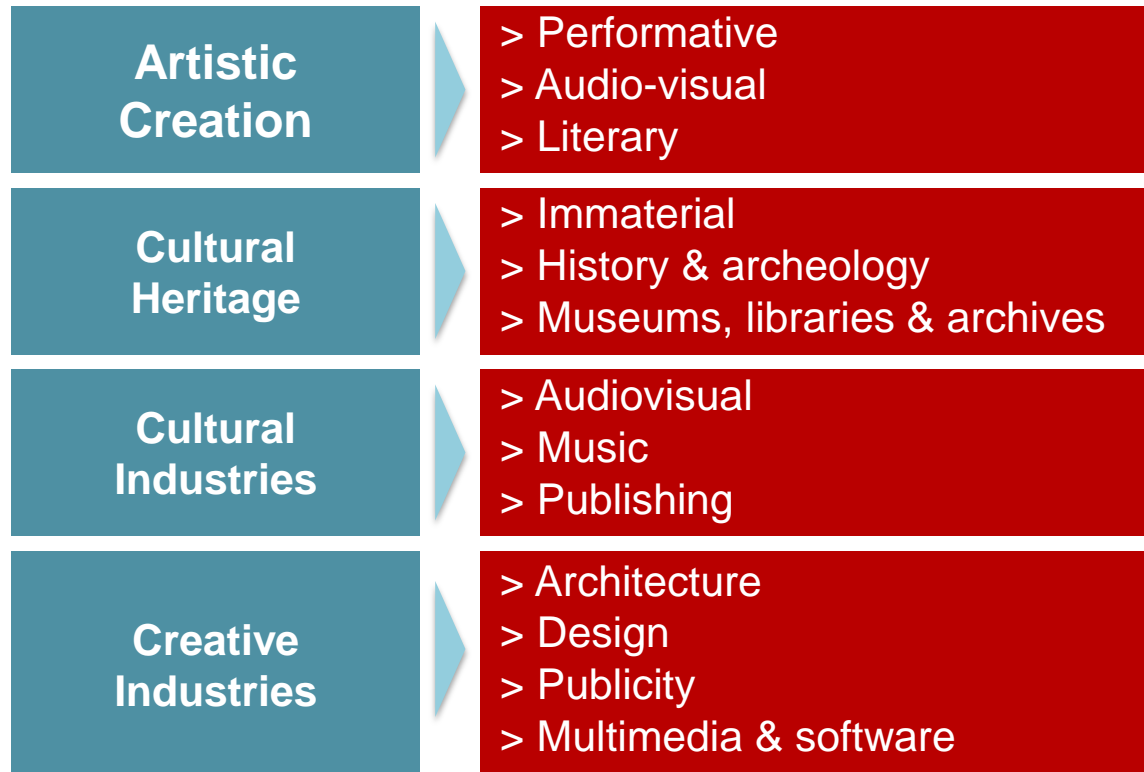 Artistic
Creation
> Performative
> Audio-visual
> Literary
Cultural
Heritage
> Immaterial
> History & archeology
> Museums, libraries & archives
Cultural
Industries
> Audiovisual
> Music
> Publishing
Creative
Industries
> Architecture
> Design
> Publicity
> Multimedia & software